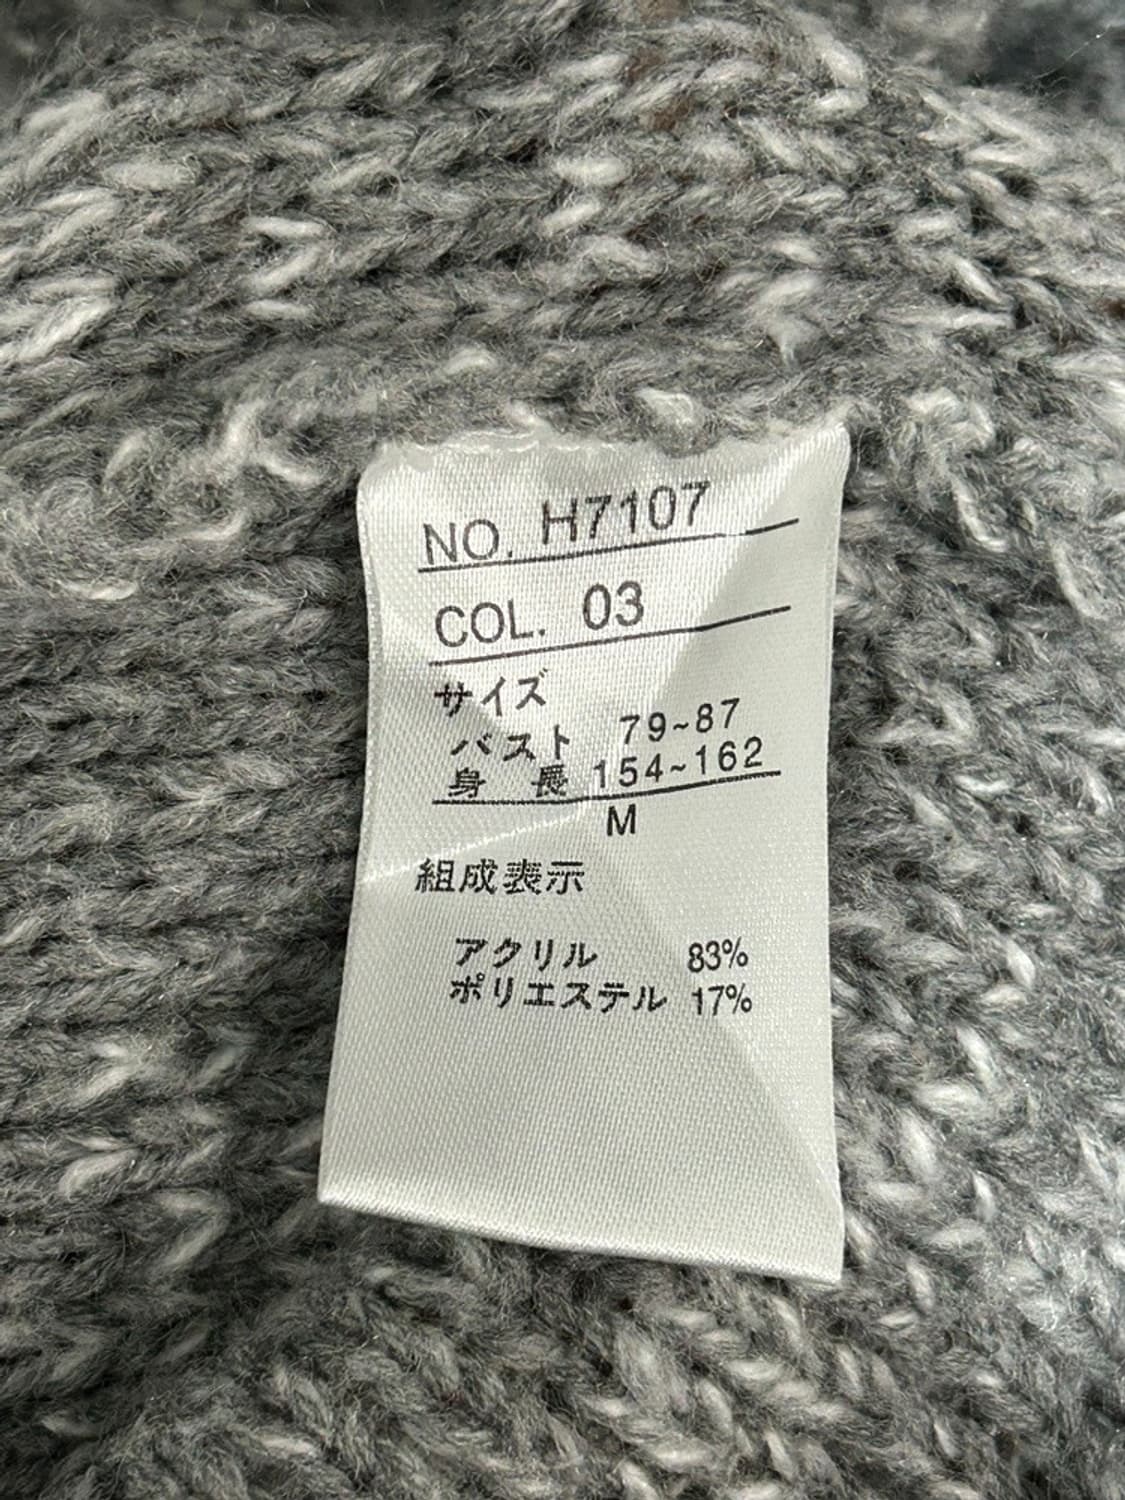 NO. H7107
COL. 03
サイズ
バスト 79~87
身 長 154~162
M
組成表示
アクリル 83%
ポリエステル 17%